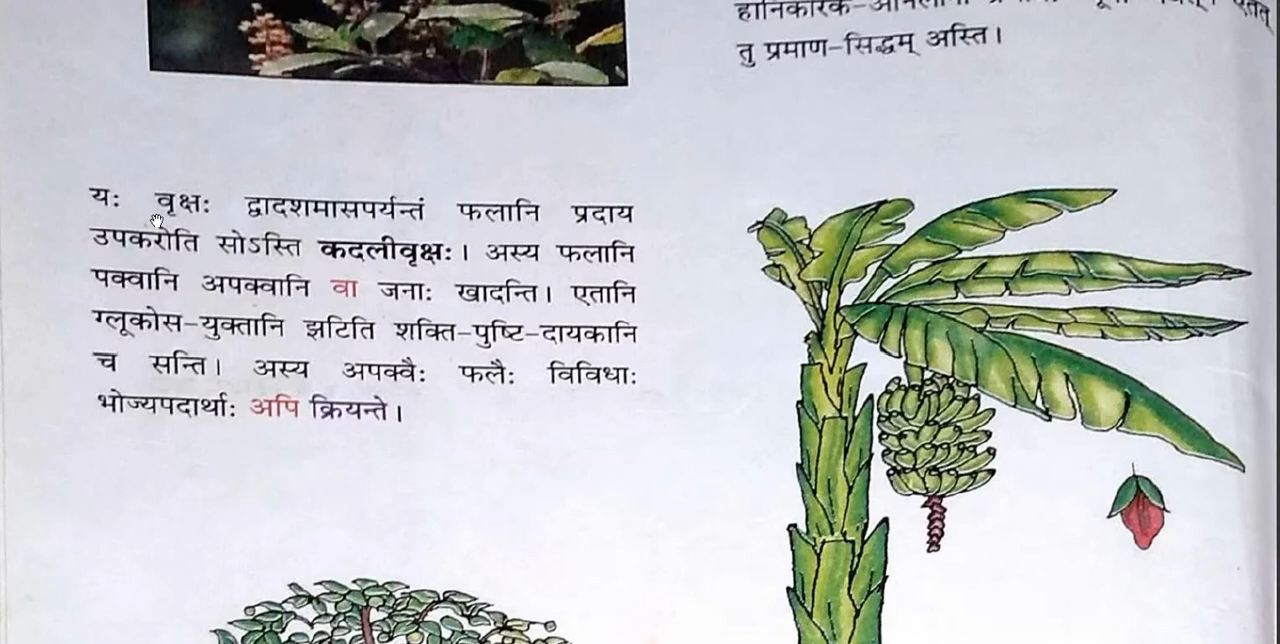 तु प्रमाण-सिद्धम् अस्ति।
यः वृक्षः द्वादशमासपर्यन्तं फलानि प्रदाय
उपकरोति सोऽस्ति कदलीवृक्षः। अस्य फलानि
पक्वानि अपक्वानि वा जनाः खादन्ति। एतानि
ग्लूकोस-युक्तानि झटिति शक्ति-पुष्टि-दायकानि
च सन्ति। अस्य अपक्वैः फलैः विविधाः
भोज्यपदार्थाः अपि क्रियन्ते।